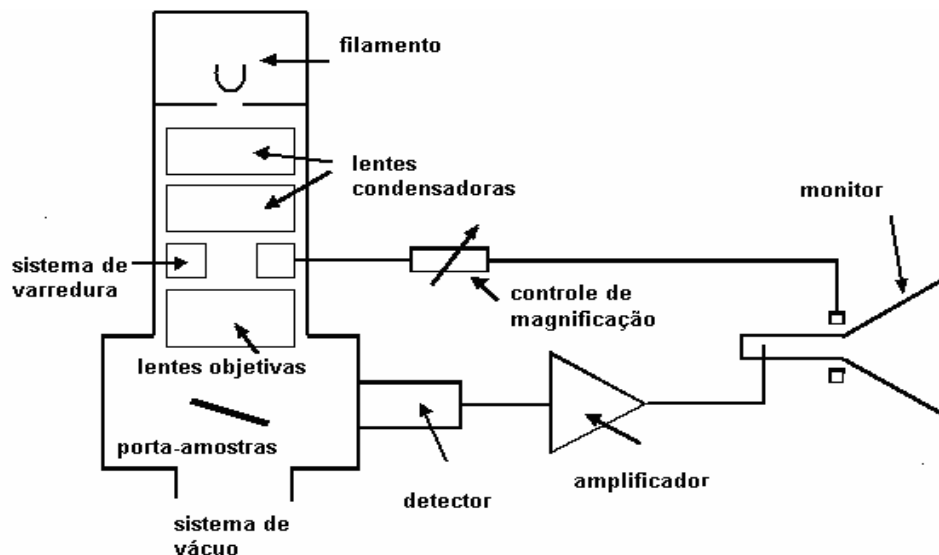 filamento
lentes
condensadoras
monitor
sistema de
varredura
controle de
magnificação
lentes objetivas
porta-amostras
amplificador
detector
sistema de
vácuo